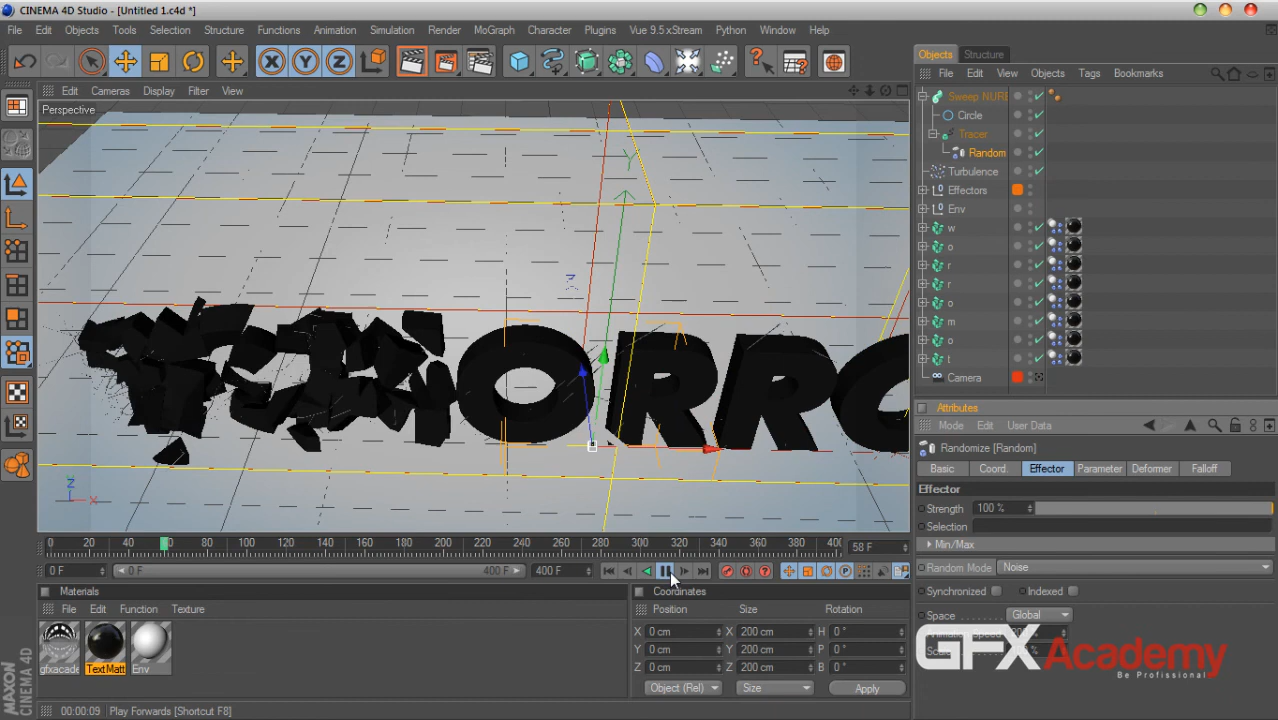 CINEMA 4D Studio - [Untitled 1.c4d *]
File Edit Objects Tools Selection Structure Functions Animation Simulation Render MoGraph Character Plugins Vue 9.5 xStream Python Window Help
X Y Z
Objects Structure
File Edit View Objects Tags Bookmarks
Edit Cameras Display Filter View
Perspective
Sweep NURB
Circle
Tracer
Random
Turbulence
Effectors
Env
w
o
r
r
o
m
o
t
Camera
Attributes
Mode Edit User Data
Randomize [Random]
Basic Coord. Effector Parameter Deformer Falloff
Effector
Strength 100 %
Selection
Min/Max
Random Mode Noise
Synchronized Indexed
Space Global
GFX Academy
Be Profissional
ORR
Y
Z
Z X
0 20 40 60 80 100 120 140 160 180 200 220 240 260 280 300 320 340 360 380 40
58 F
0 F 0 F 400 F 400 F
Materials
File Edit Function Texture
gfxacade TextMatt Env
Coordinates
Position Size Rotation
X 0 cm X 200 cm H 0 °
Y 0 cm Y 200 cm P 0 °
Z 0 cm Z 200 cm B 0 °
Object (Rel) Size Apply
MAXON
CINEMA 4D
00:00:09 Play Forwards [Shortcut F8]